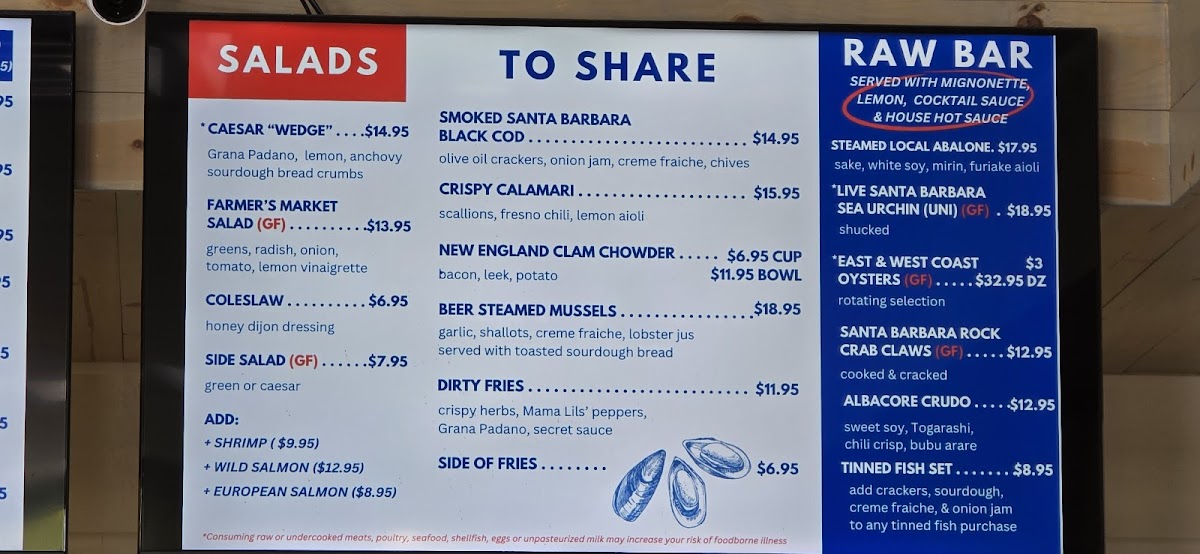 5)
95
95
95
5
5
5
5
SALADS
*CAESAR “WEDGE”....$14.95
Grana Padano, lemon, anchovy
sourdough bread crumbs
FARMER’S MARKET
SALAD (GF)..........$13.95
greens, radish, onion,
tomato, lemon vinaigrette
COLESLAW..........$6.95
honey dijon dressing
SIDE SALAD (GF)......$7.95
green or caesar
ADD:
+ SHRIMP ( $9.95)
+ WILD SALMON ($12.95)
+ EUROPEAN SALMON ($8.95)
TO SHARE
SMOKED SANTA BARBARA
BLACK COD............................ $14.95
olive oil crackers, onion jam, creme fraiche, chives
CRISPY CALAMARI..................... $15.95
scallions, fresno chili, lemon aioli
NEW ENGLAND CLAM CHOWDER..... $6.95 CUP
bacon, leek, potato $11.95 BOWL
BEER STEAMED MUSSELS.................$18.95
garlic, shallots, creme fraiche, lobster jus
served with toasted sourdough bread
DIRTY FRIES............................ $11.95
crispy herbs, Mama Lils’ peppers,
Grana Padano, secret sauce
SIDE OF FRIES........ $6.95
*Consuming raw or undercooked meats, poultry, seafood, shellfish, eggs or unpasteurized milk may increase your risk of foodborne illness
RAW BAR
SERVED WITH MIGNONETTE,
LEMON, COCKTAIL SAUCE
& HOUSE HOT SAUCE
STEAMED LOCAL ABALONE. $17.95
sake, white soy, mirin, furiake aioli
*LIVE SANTA BARBARA
SEA URCHIN (UNI) (GF) . $18.95
shucked
*EAST & WEST COAST $3
OYSTERS (GF).....$32.95 DZ
rotating selection
SANTA BARBARA ROCK
CRAB CLAWS (GF).....$12.95
cooked & cracked
ALBACORE CRUDO.....$12.95
sweet soy, Togarashi,
chili crisp, bubu arare
TINNED FISH SET....... $8.95
add crackers, sourdough,
creme fraiche, & onion jam
to any tinned fish purchase